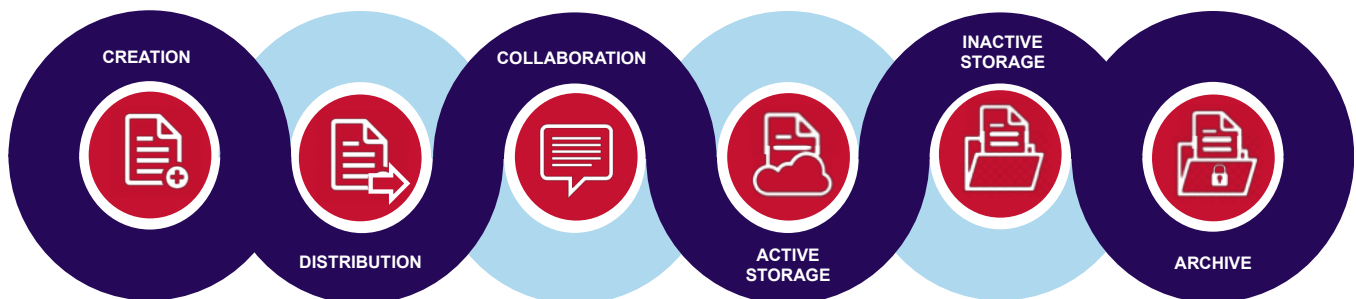 CREATION
DISTRIBUTION
COLLABORATION
ACTIVE
STORAGE
INACTIVE
STORAGE
ARCHIVE